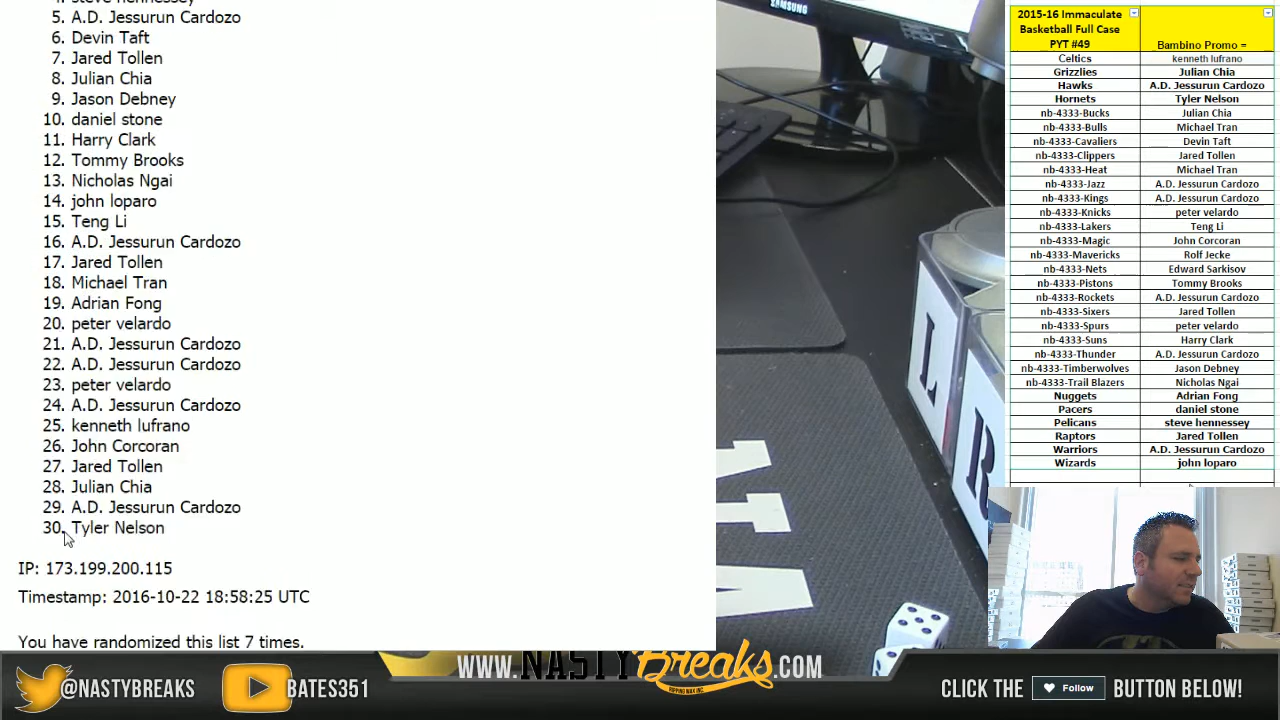 4. steve hennessey
5. A.D. Jessurun Cardozo
6. Devin Taft
7. Jared Tollen
8. Julian Chia
9. Jason Debney
10. daniel stone
11. Harry Clark
12. Tommy Brooks
13. Nicholas Ngai
14. john loparo
15. Teng Li
16. A.D. Jessurun Cardozo
17. Jared Tollen
18. Michael Tran
19. Adrian Fong
20. peter velardo
21. A.D. Jessurun Cardozo
22. A.D. Jessurun Cardozo
23. peter velardo
24. A.D. Jessurun Cardozo
25. kenneth lufrano
26. John Corcoran
27. Jared Tollen
28. Julian Chia
29. A.D. Jessurun Cardozo
30. Tyler Nelson
IP: 173.199.200.115
Timestamp: 2016-10-22 18:58:25 UTC
You have randomized this list 7 times.
SAMSUNG
L
R
2015-16 Immaculate
Basketball Full Case
PYT #49 Bambino Promo =
Celtics kenneth lufrano
Grizzlies Julian Chia
Hawks A.D. Jessurun Cardozo
Hornets Tyler Nelson
nb-4333-Bucks Julian Chia
nb-4333-Bulls Michael Tran
nb-4333-Cavaliers Devin Taft
nb-4333-Clippers Jared Tollen
nb-4333-Heat Michael Tran
nb-4333-Jazz A.D. Jessurun Cardozo
nb-4333-Kings A.D. Jessurun Cardozo
nb-4333-Knicks peter velardo
nb-4333-Lakers Teng Li
nb-4333-Magic John Corcoran
nb-4333-Mavericks Rolf Jecke
nb-4333-Nets Edward Sarkisov
nb-4333-Pistons Tommy Brooks
nb-4333-Rockets A.D. Jessurun Cardozo
nb-4333-Sixers Jared Tollen
nb-4333-Spurs peter velardo
nb-4333-Suns Harry Clark
nb-4333-Thunder A.D. Jessurun Cardozo
nb-4333-Timberwolves Jason Debney
nb-4333-Trail Blazers Nicholas Ngai
Nuggets Adrian Fong
Pacers daniel stone
Pelicans steve hennessey
Raptors Jared Tollen
Warriors A.D. Jessurun Cardozo
Wizards john loparo
@NASTYBREAKS
BATES351
WWW.NASTYBreaks.COM
RIPPING WAX INC.
CLICK THE Follow BUTTON BELOW!